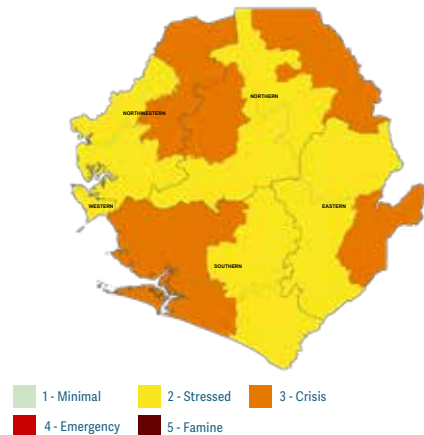 NORTHERN
NORTHWESTERN
WESTERN
EASTERN
SOUTHERN
1 - Minimal
2 - Stressed
3 - Crisis
4 - Emergency
5 - Famine